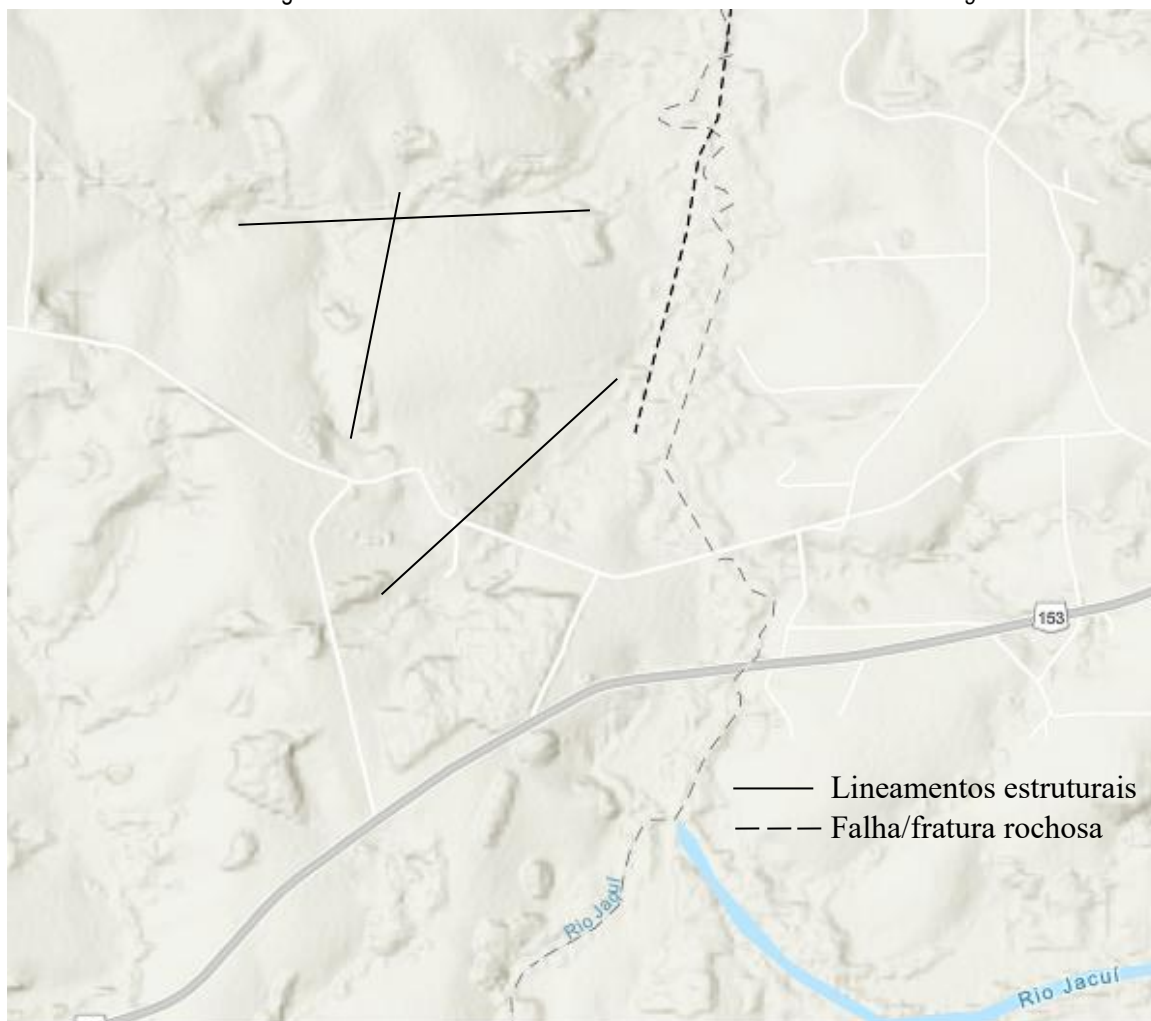 153
Lineamentos estruturais
Falha/fratura rochosa
Rio Jacuí
Rio Jacuí